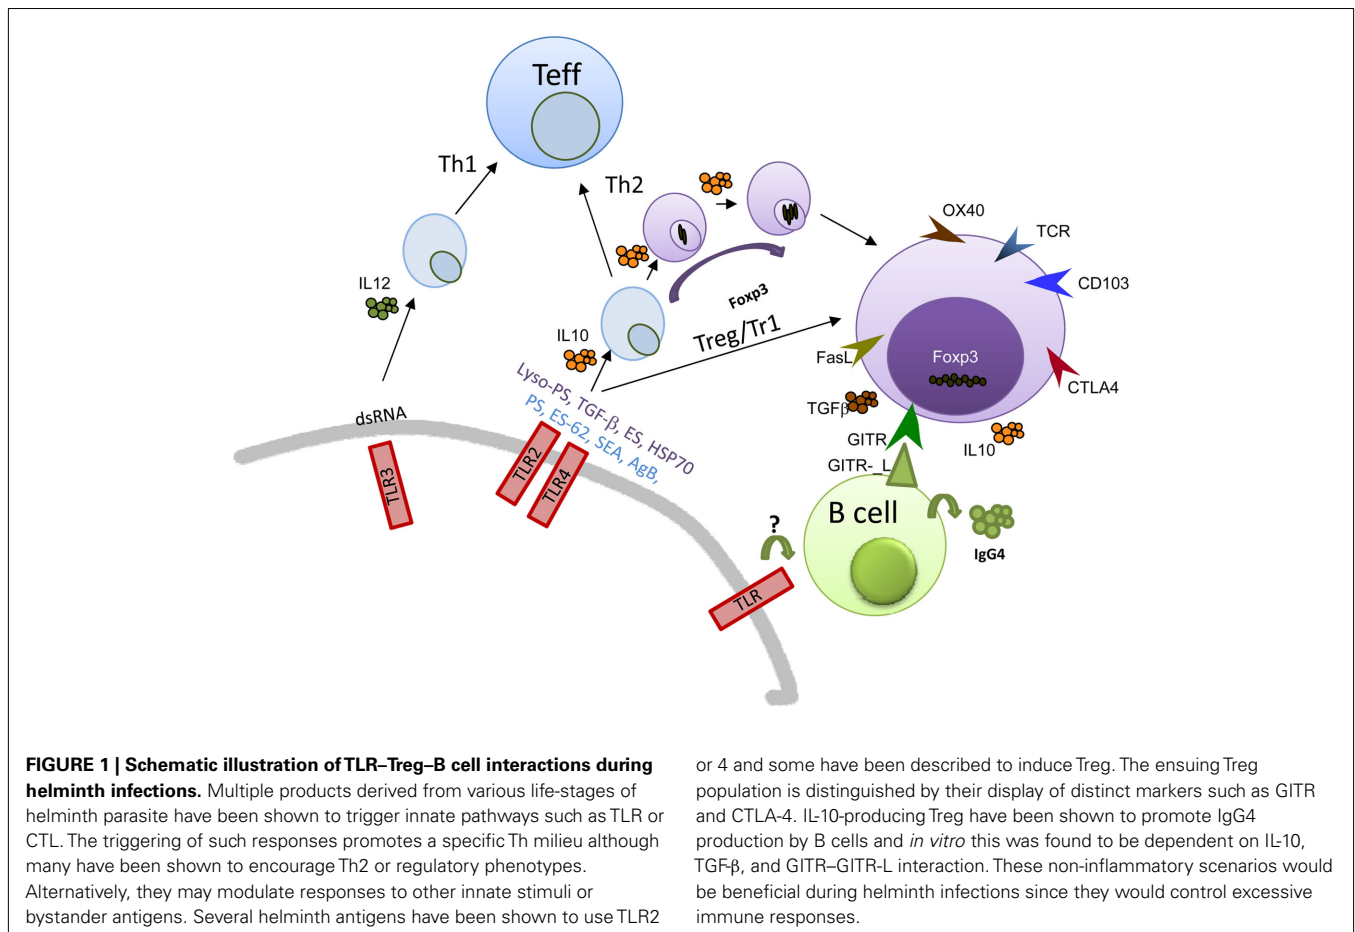 Teff
Th1
Th2
OX40
TCR
IL12
CD103
Foxp3
IL10
Treg/Tr1
FasL
Foxp3
CTLA4
Lyso-PS, TGF-β, ES, HSP70
PS, ES-62, SEA, AgB,
TGFβ
dsRNA
GITR
IL10
TLR2
TLR3
TLR4
GITR-_L
B cell
?
IgG4
TLR
FIGURE 1 | Schematic illustration of TLR–Treg–B cell interactions during
helminth infections. Multiple products derived from various life-stages of
helminth parasite have been shown to trigger innate pathways such as TLR or
CTL. The triggering of such responses promotes a specific Th milieu although
many have been shown to encourage Th2 or regulatory phenotypes.
Alternatively, they may modulate responses to other innate stimuli or
bystander antigens. Several helminth antigens have been shown to use TLR2
or 4 and some have been described to induce Treg. The ensuing Treg
population is distinguished by their display of distinct markers such as GITR
and CTLA-4. IL-10-producing Treg have been shown to promote IgG4
production by B cells and in vitro this was found to be dependent on IL-10,
TGF-β, and GITR–GITR-L interaction. These non-inflammatory scenarios would
be beneficial during helminth infections since they would control excessive
immune responses.